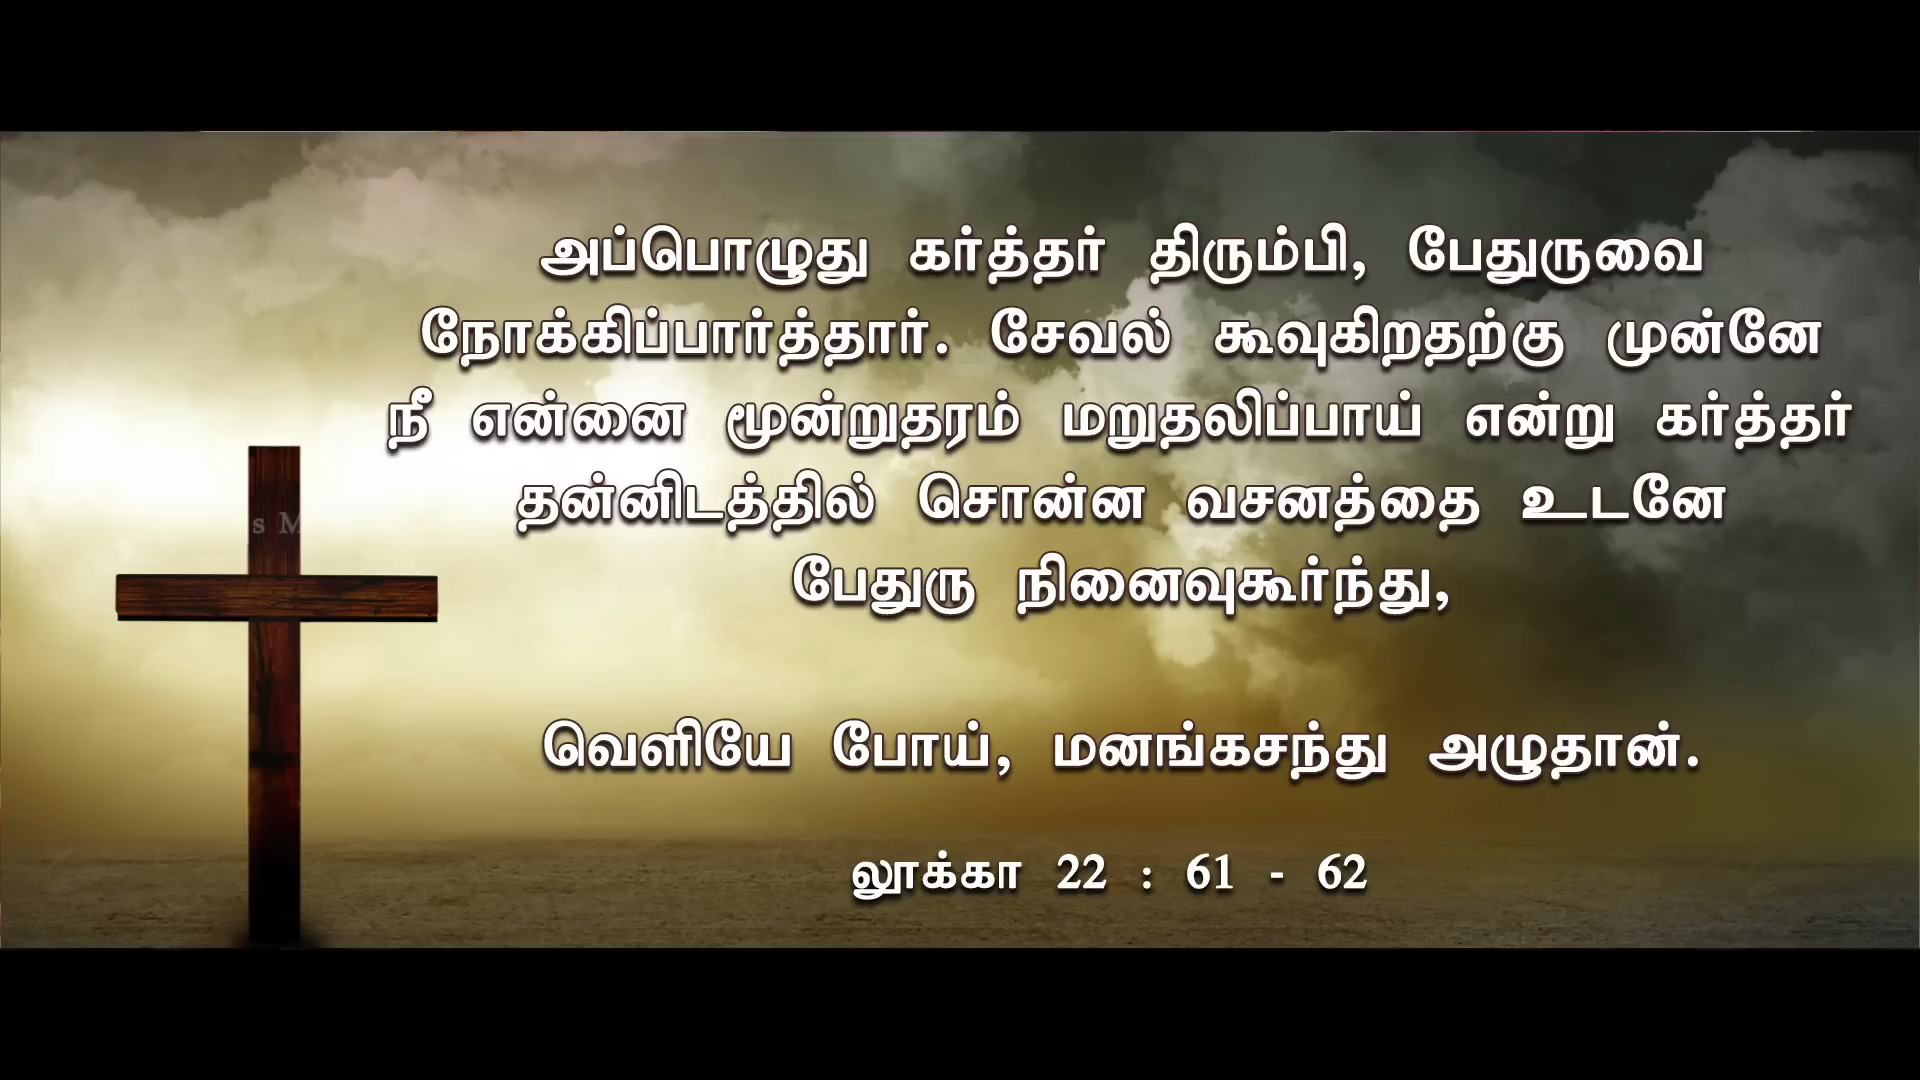 அப்பொழுது கர்த்தர் திரும்பி, பேதுருவை
நோக்கிப்பார்த்தார். சேவல் கூவுகிறதற்கு முன்னே
நீ என்னை மூன்றுதரம் மறுதலிப்பாய் என்று கர்த்தர்
தன்னிடத்தில் சொன்ன வசனத்தை உடனே
பேதுரு நினைவுகூர்ந்து,
வெளியே போய், மனங்கசந்து அழுதான்.
லூக்கா 22 : 61 - 62